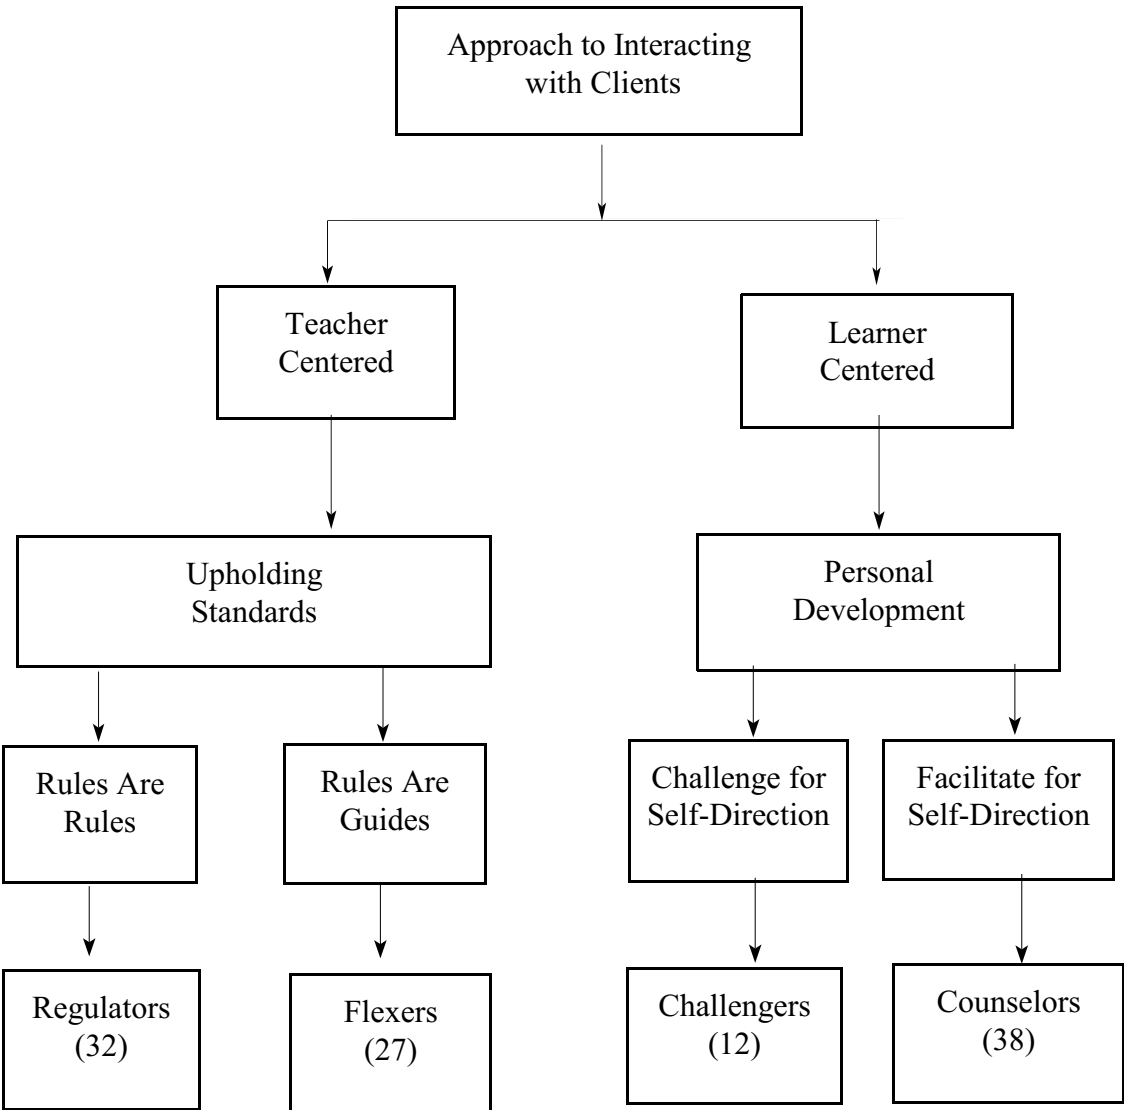 Approach to Interacting
with Clients
Teacher
Centered
Learner
Centered
Upholding
Standards
Personal
Development
Rules Are
Rules
Rules Are
Guides
Challenge for
Self-Direction
Facilitate for
Self-Direction
Regulators
(32)
Flexers
(27)
Challengers
(12)
Counselors
(38)